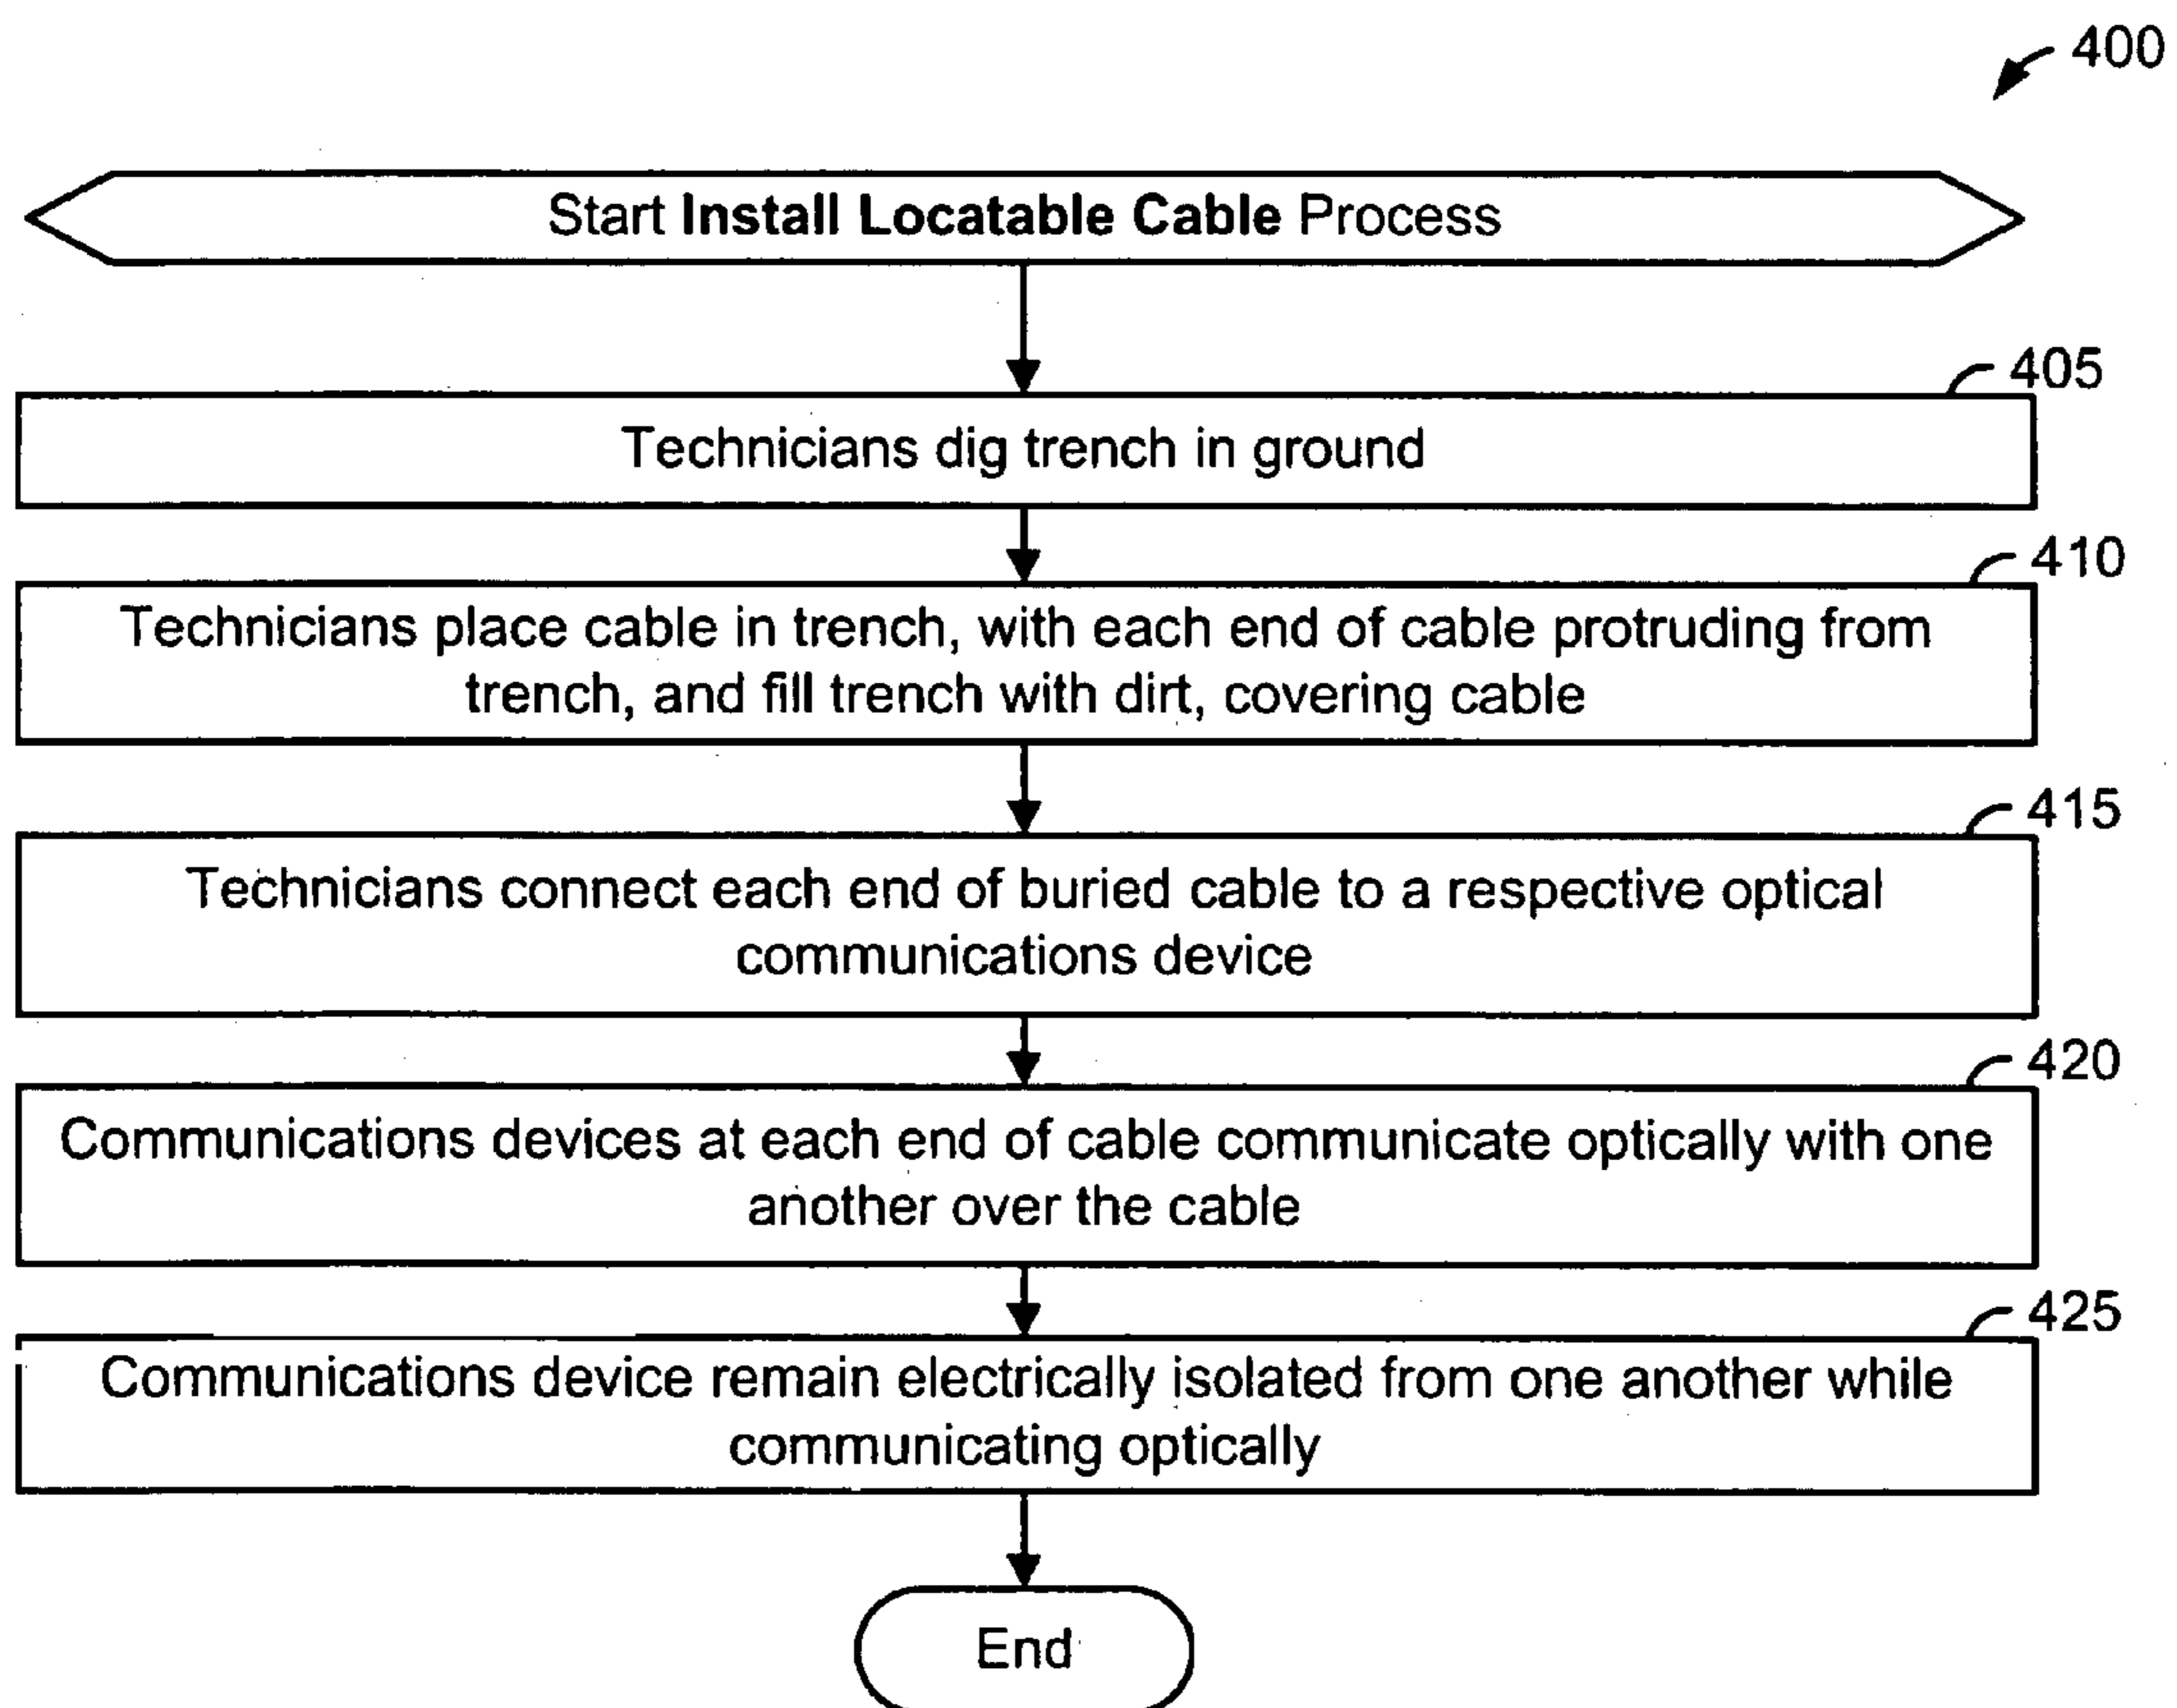 400
Start Install Locatable Cable Process
405
Technicians dig trench in ground
410
Technicians place cable in trench, with each end of cable protruding from
trench, and fill trench with dirt, covering cable
415
Technicians connect each end of buried cable to a respective optical
communications device
420
Communications devices at each end of cable communicate optically with one
another over the cable
425
Communications device remain electrically isolated from one another while
communicating optically
End